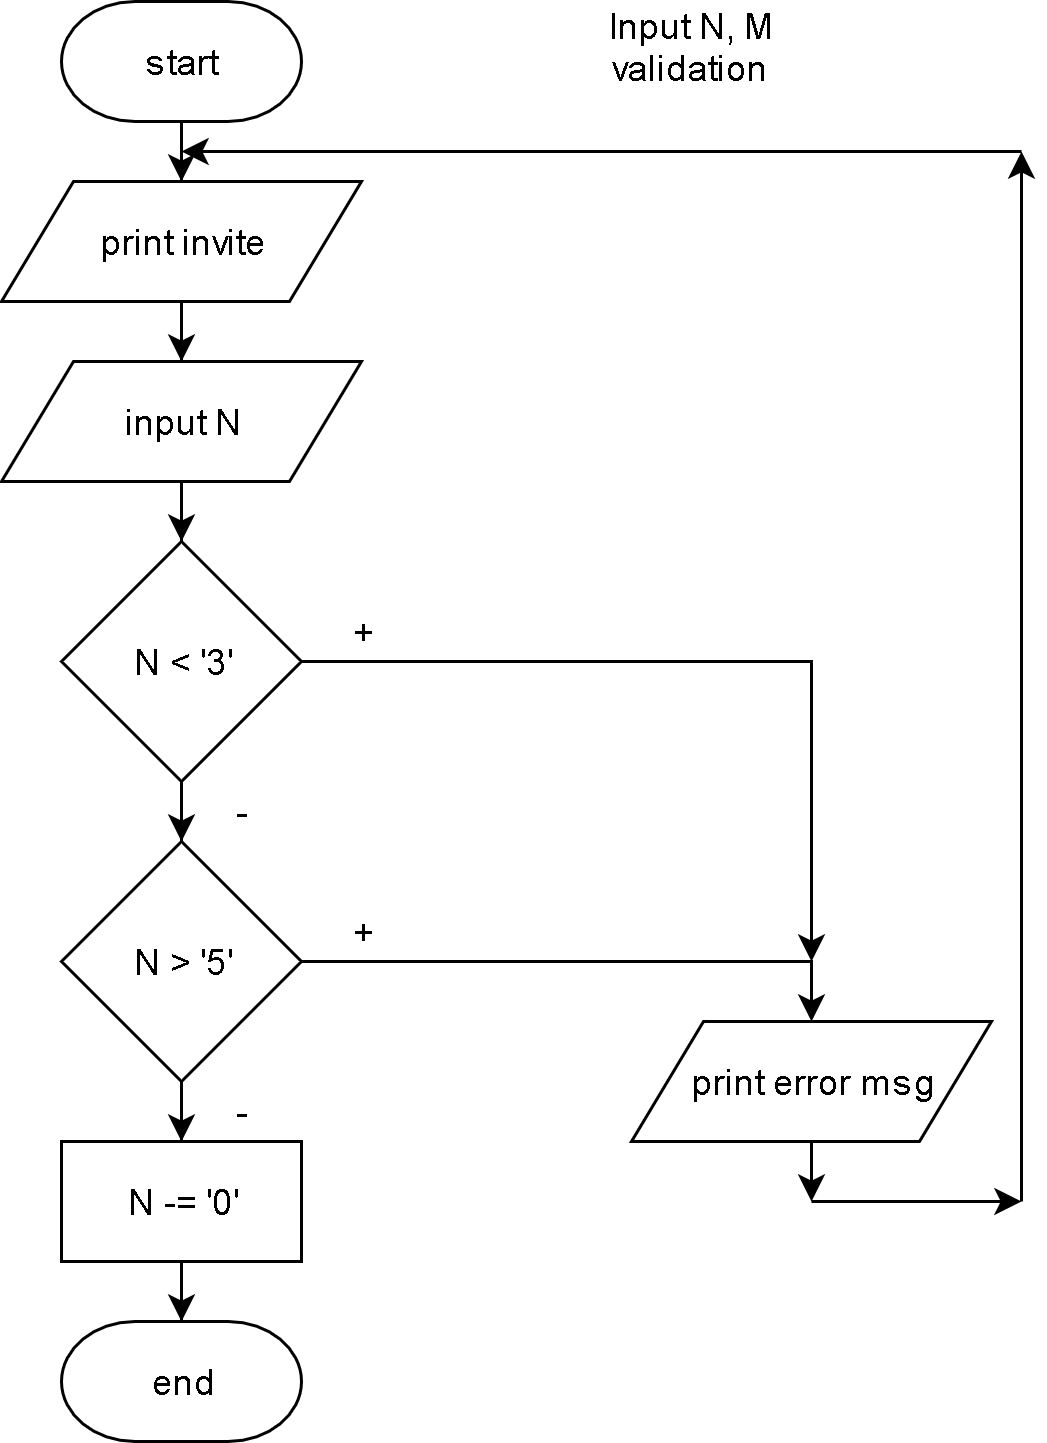 start
Input N, M
validation
print invite
input N
N < '3'
+
-
N > '5'
+
print error msg
-
N -= '0'
end